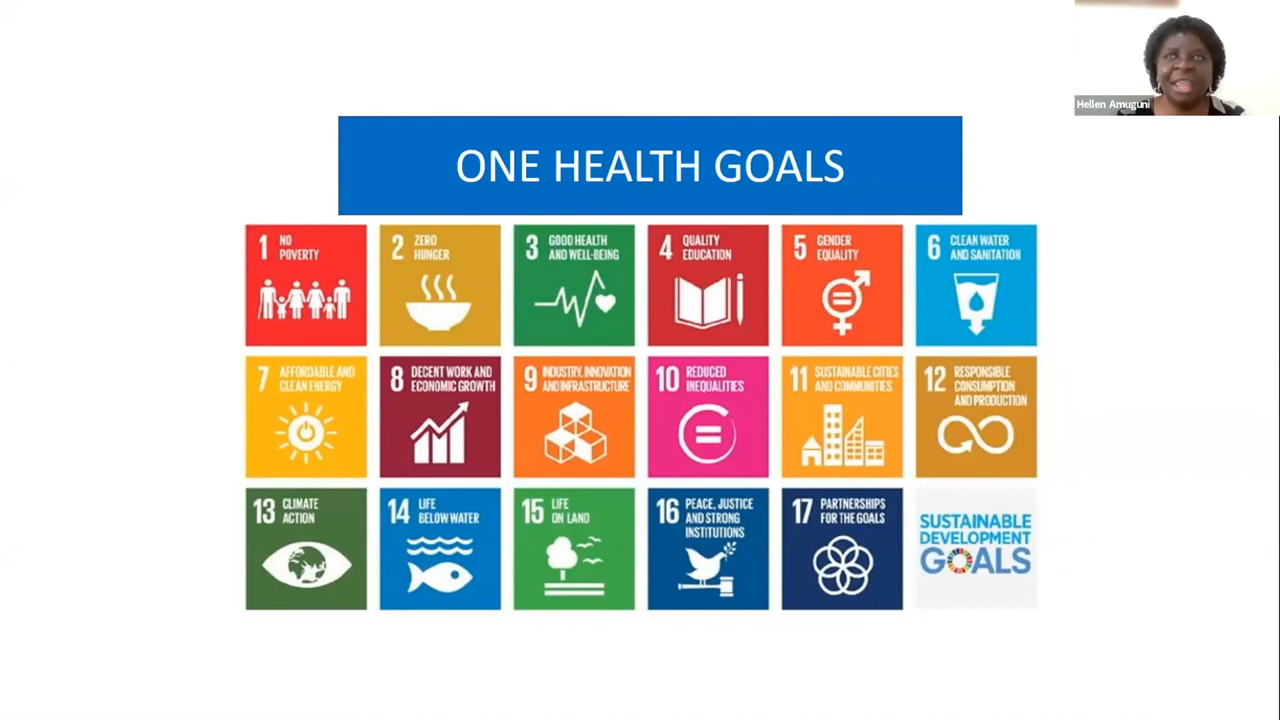 Hellen Amuguni
ONE HEALTH GOALS
1 NO
POVERTY
2 ZERO
HUNGER
3 GOOD HEALTH
AND WELL-BEING
4 QUALITY
EDUCATION
5 GENDER
EQUALITY
6 CLEAN WATER
AND SANITATION
7 AFFORDABLE AND
CLEAN ENERGY
8 DECENT WORK AND
ECONOMIC GROWTH
9 INDUSTRY, INNOVATION
AND INFRASTRUCTURE
10 REDUCED
INEQUALITIES
11 SUSTAINABLE CITIES
AND COMMUNITIES
12 RESPONSIBLE
CONSUMPTION
AND PRODUCTION
13 CLIMATE
ACTION
14 LIFE
BELOW WATER
15 LIFE
ON LAND
16 PEACE, JUSTICE
AND STRONG
INSTITUTIONS
17 PARTNERSHIPS
FOR THE GOALS
SUSTAINABLE
DEVELOPMENT
GOALS